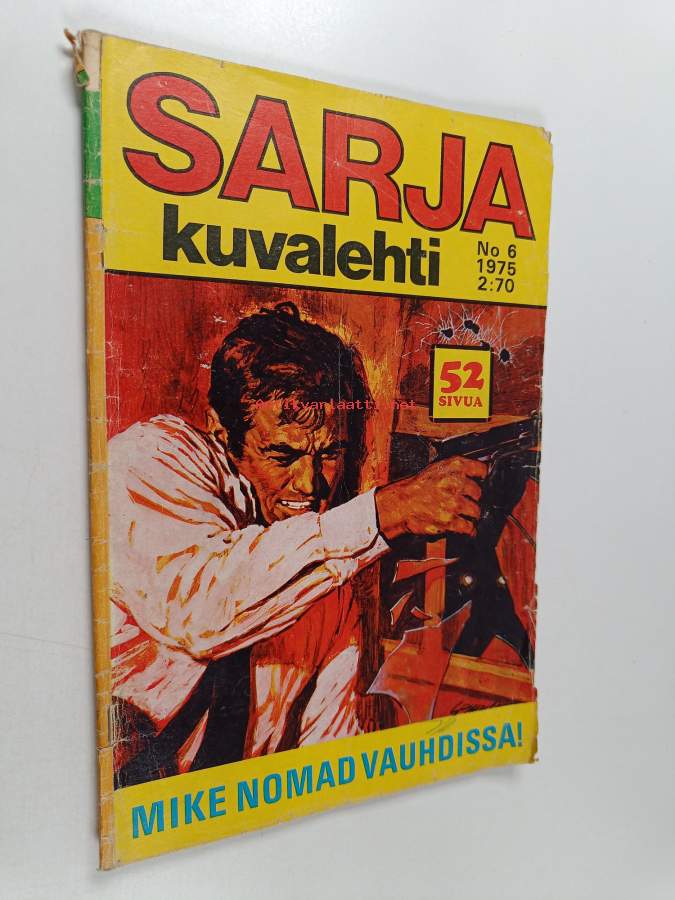 SARJA
kuvalehti
No 6
1975
2:70
52
SIVUA
MIKE NOMAD VAUHDISSA!